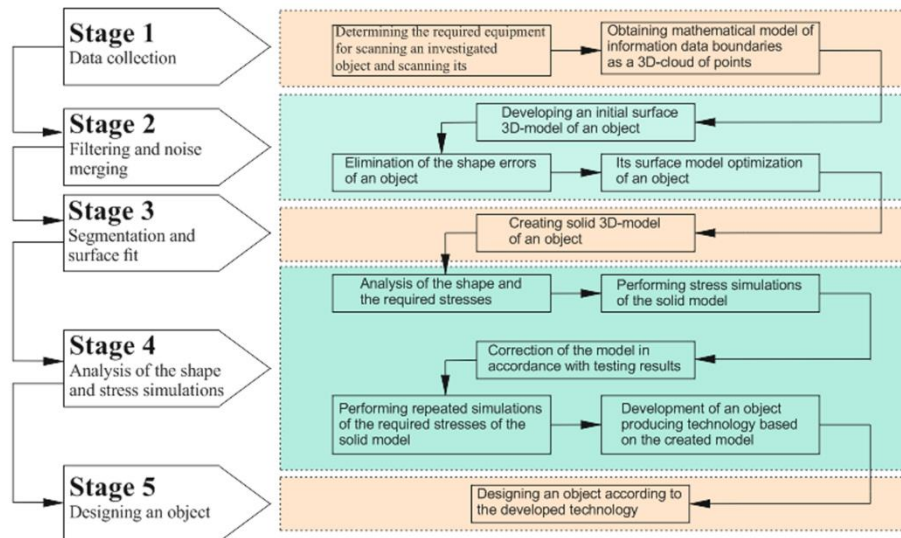 Stage 1
Data collection
Determining the required equipment
for scanning an investigated
object and scanning its
Obtaining mathematical model of
information data boundaries
as a 3D-cloud of points
Stage 2
Filtering and noise
merging
Developing an initial surface
3D-model of an object
Elimination of the shape errors
of an object
Its surface model optimization
of an object
Stage 3
Segmentation and
surface fit
Creating solid 3D-model
of an object
Stage 4
Analysis of the shape
and stress simulations
Analysis of the shape and
the required stresses
Performing stress simulations
of the solid model
Correction of the model in
accordance with testing results
Performing repeated simulations
of the required stresses of the
solid model
Development of an object
producing technology based
on the created model
Stage 5
Designing an object
Designing an object according to
the developed technology